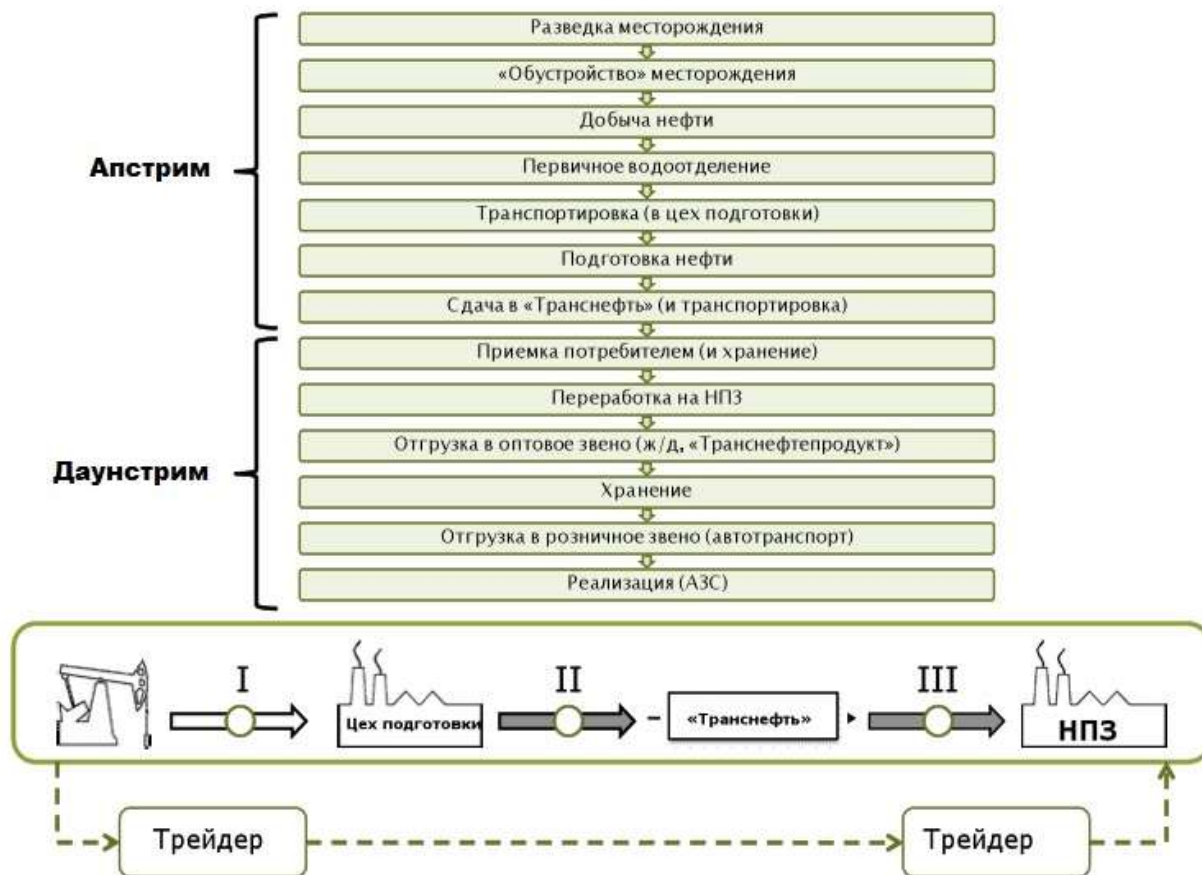 Разведка месторождения
«Обустройство» месторождения
Добыча нефти
Апстрим
Первичное водоотделение
Транспортировка (в цех подготовки)
Подготовка нефти
Сдача в «Транснефть» (и транспортировка)
Приемка потребителем (и хранение)
Переработка на НПЗ
Отгрузка в оптовое звено (ж/д, «Транснефтепродукт»)
Даунстрим
Хранение
Отгрузка в розничное звено (автотранспорт)
Реализация (АЗС)
I
II
III
Цех подготовки
«Транснефть»
НПЗ
Трейдер
Трейдер